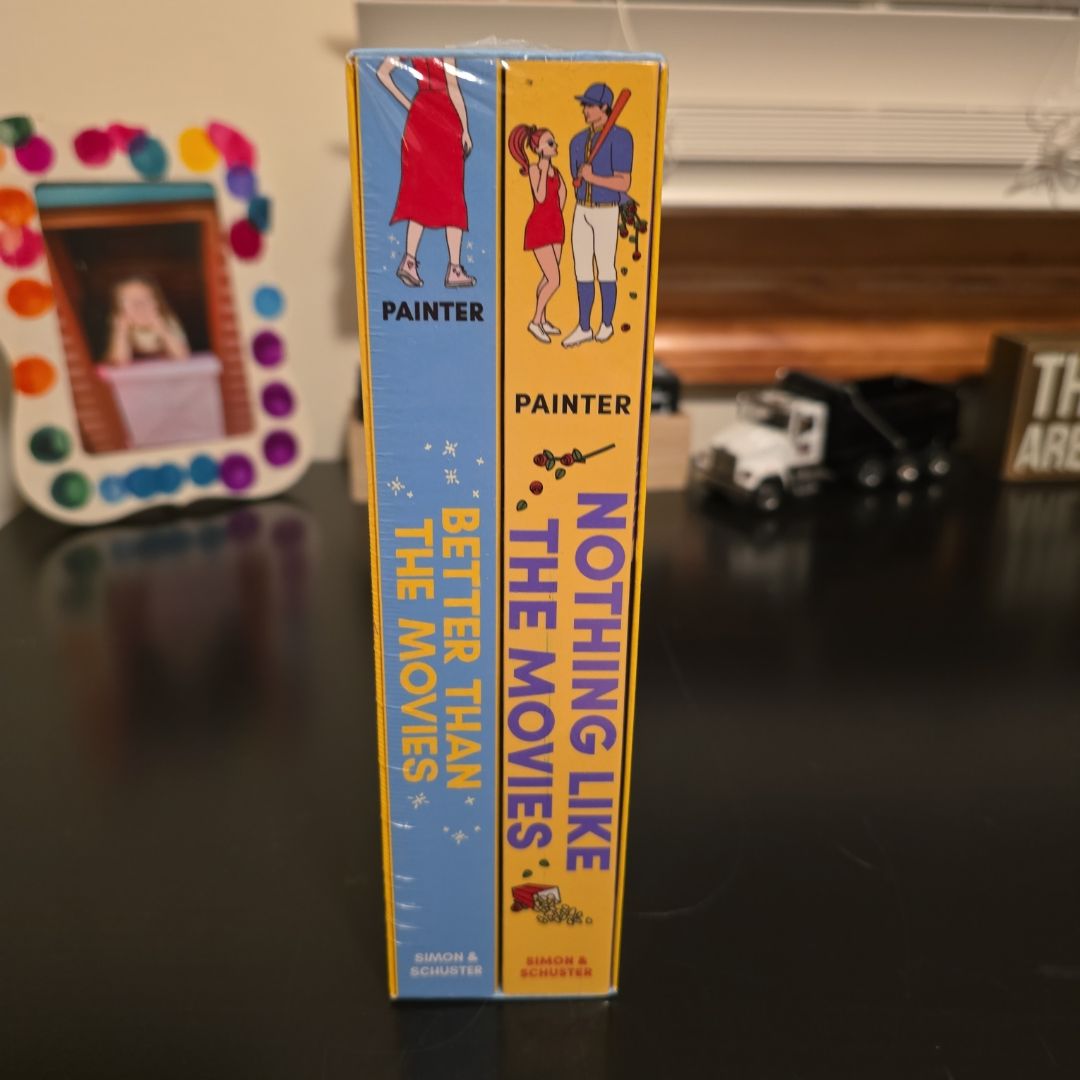 PAINTER
BETTER THAN
THE MOVIES
SIMON &
SCHUSTER
PAINTER
NOTHING LIKE
THE MOVIES
SIMON &
SCHUSTER